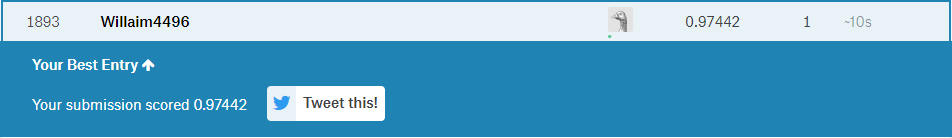 1893 Willaim4496 0.97442 1 ~10s
Your Best Entry
Your submission scored 0.97442 Tweet this!